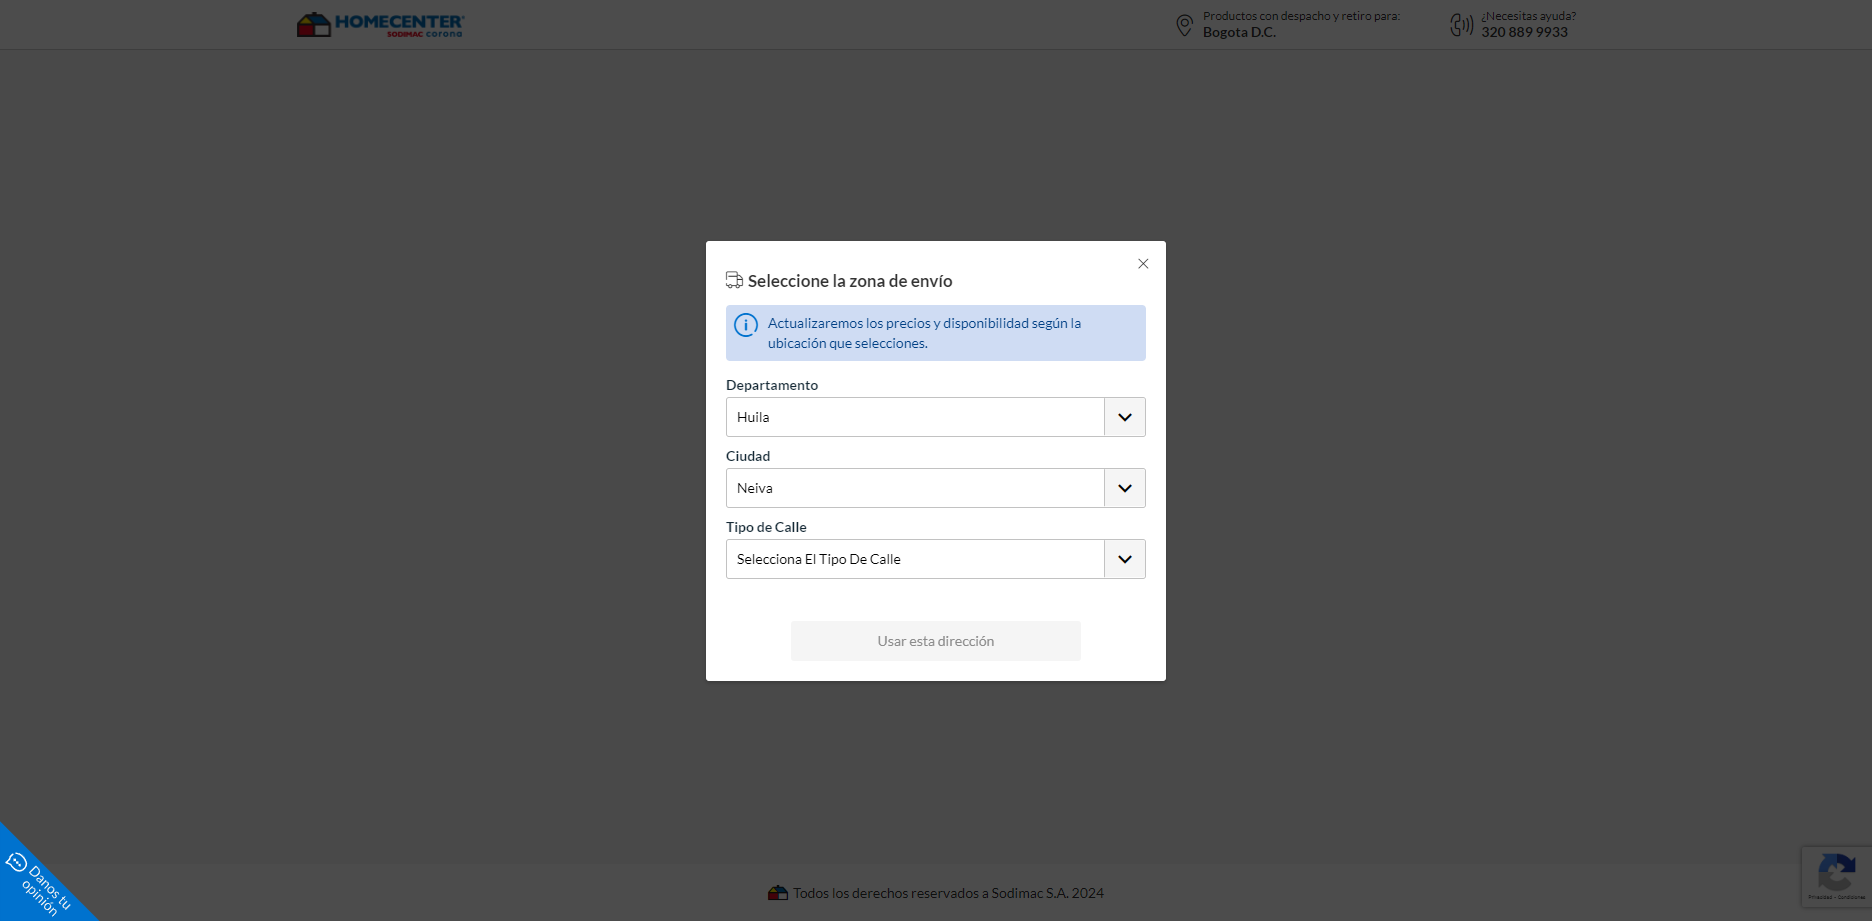 HOMECENTER
SODIMAC corona
Productos con despacho y retiro para:
Bogota D.C.
¿Necesitas ayuda?
320 889 9933
Seleccione la zona de envío
Actualizaremos los precios y disponibilidad según la
ubicación que selecciones.
Departamento
Huila
Ciudad
Neiva
Tipo de Calle
Selecciona El Tipo De Calle
Usar esta dirección
Danos tu
opinión
Todos los derechos reservados a Sodimac S.A. 2024
Privacidad - Condiciones